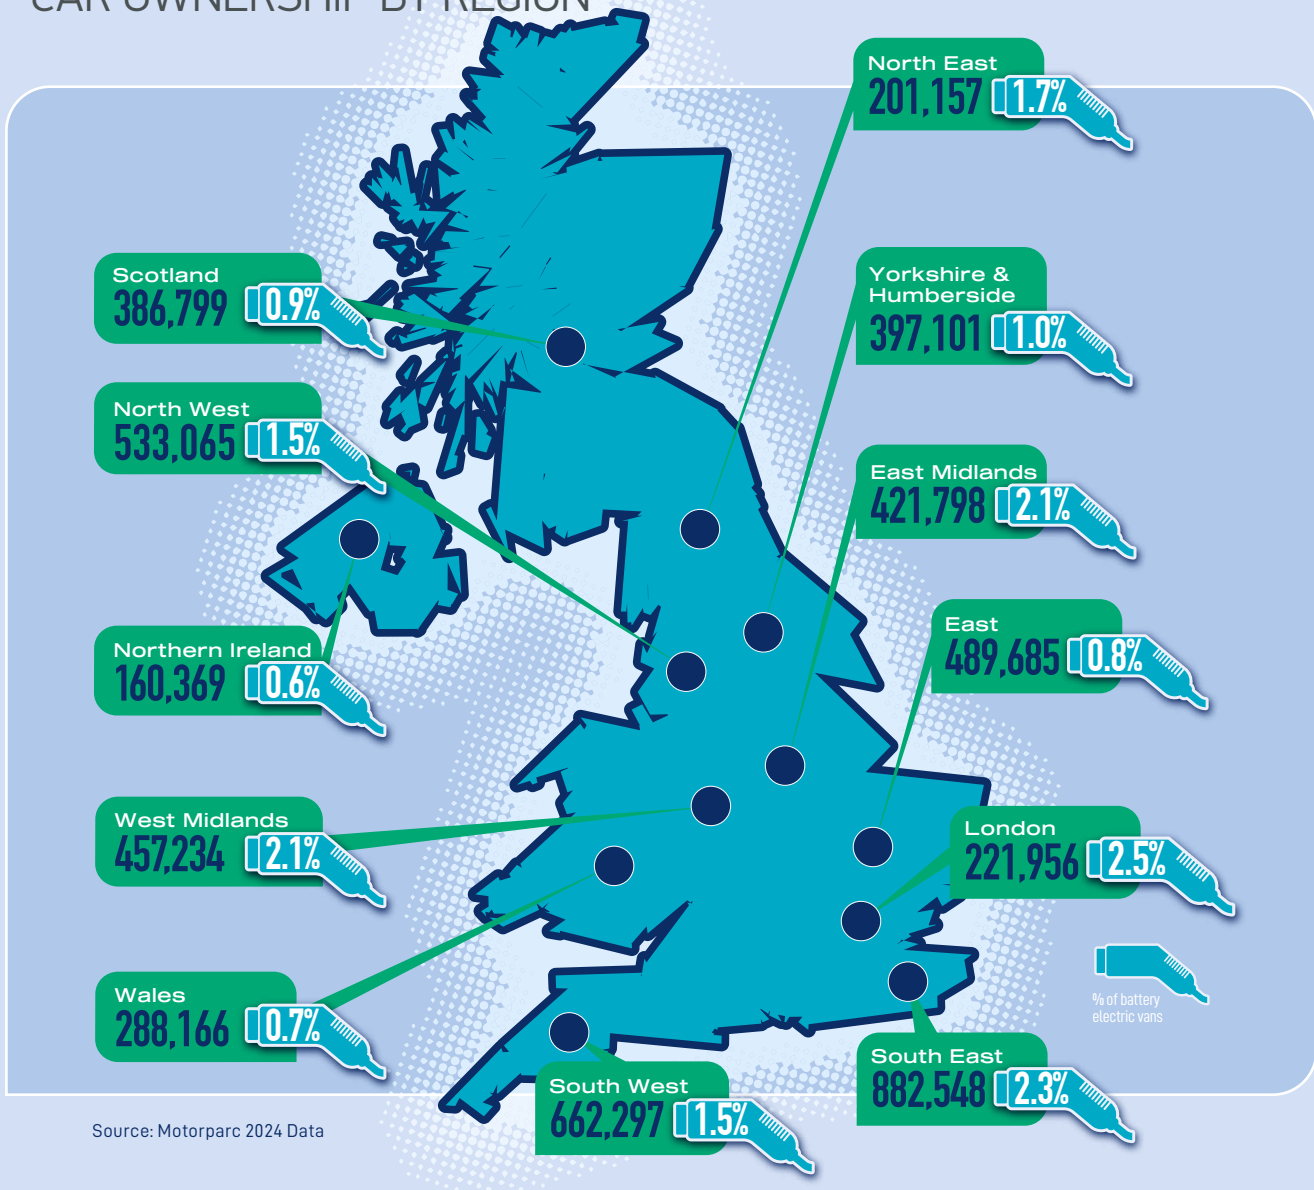 CAR OWNERSHIP BY REGION
North East
201,157 1.7%
Scotland
386,799 0.9%
Yorkshire &
Humberside
397,101 1.0%
North West
533,065 1.5%
East Midlands
421,798 2.1%
East
489,685 0.8%
Northern Ireland
160,369 0.6%
West Midlands
457,234 2.1%
London
221,956 2.5%
% of battery
electric vans
Wales
288,166 0.7%
South East
882,548 2.3%
South West
662,297 1.5%
Source: Motorparc 2024 Data